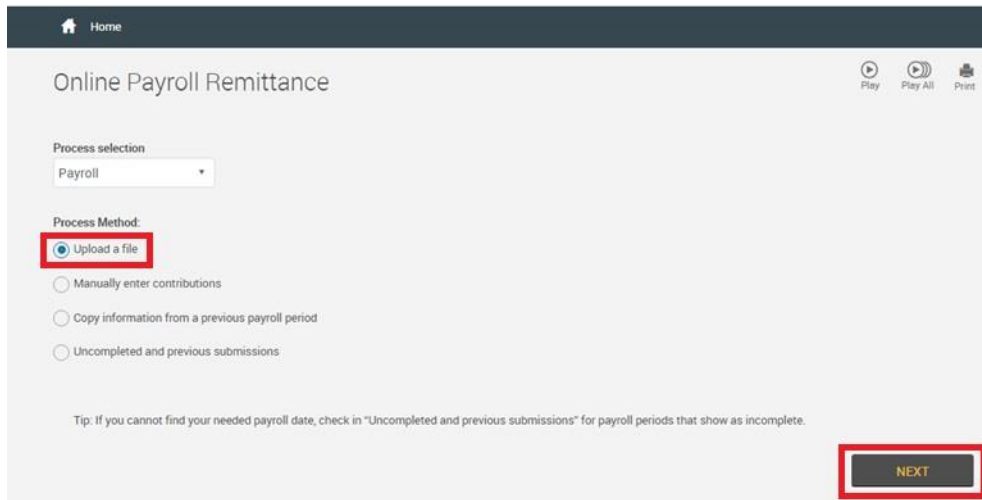 Home
Online Payroll Remittance
Play
Play All
Print
Process selection
Payroll
Process Method:
Upload a file
Manually enter contributions
Copy information from a previous payroll period
Uncompleted and previous submissions
Tip: If you cannot find your needed payroll date, check in "Uncompleted and previous submissions" for payroll periods that show as incomplete.
NEXT